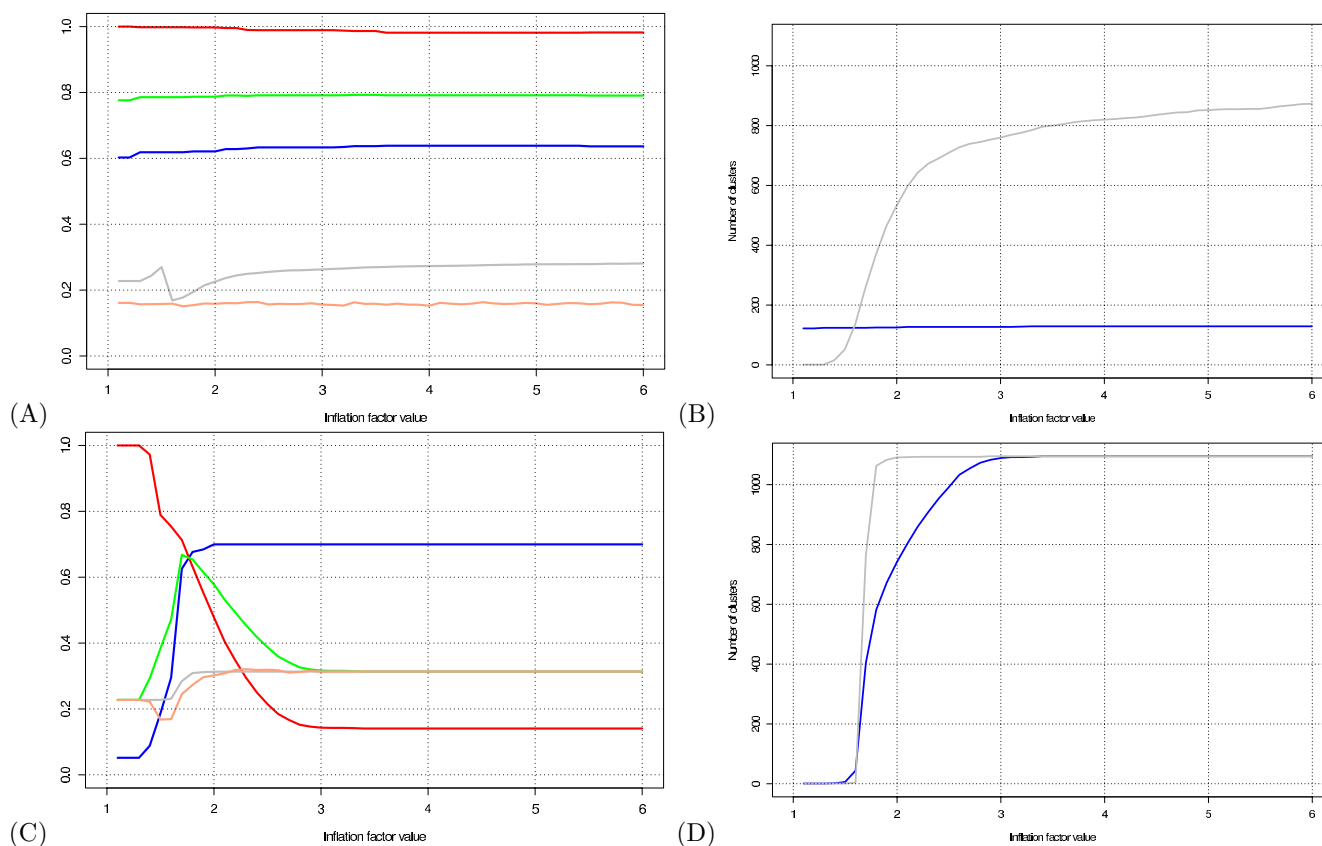 1.0
0.8
0.6
0.4
0.2
0.0
1 2 3 4 5 6
Inflation factor value
(A)
Number of clusters
1000
800
600
400
200
0
1 2 3 4 5 6
Inflation factor value
(B)
1.0
0.8
0.6
0.4
0.2
0.0
1 2 3 4 5 6
Inflation factor value
(C)
Number of clusters
1000
800
600
400
200
0
1 2 3 4 5 6
Inflation factor value
(D)